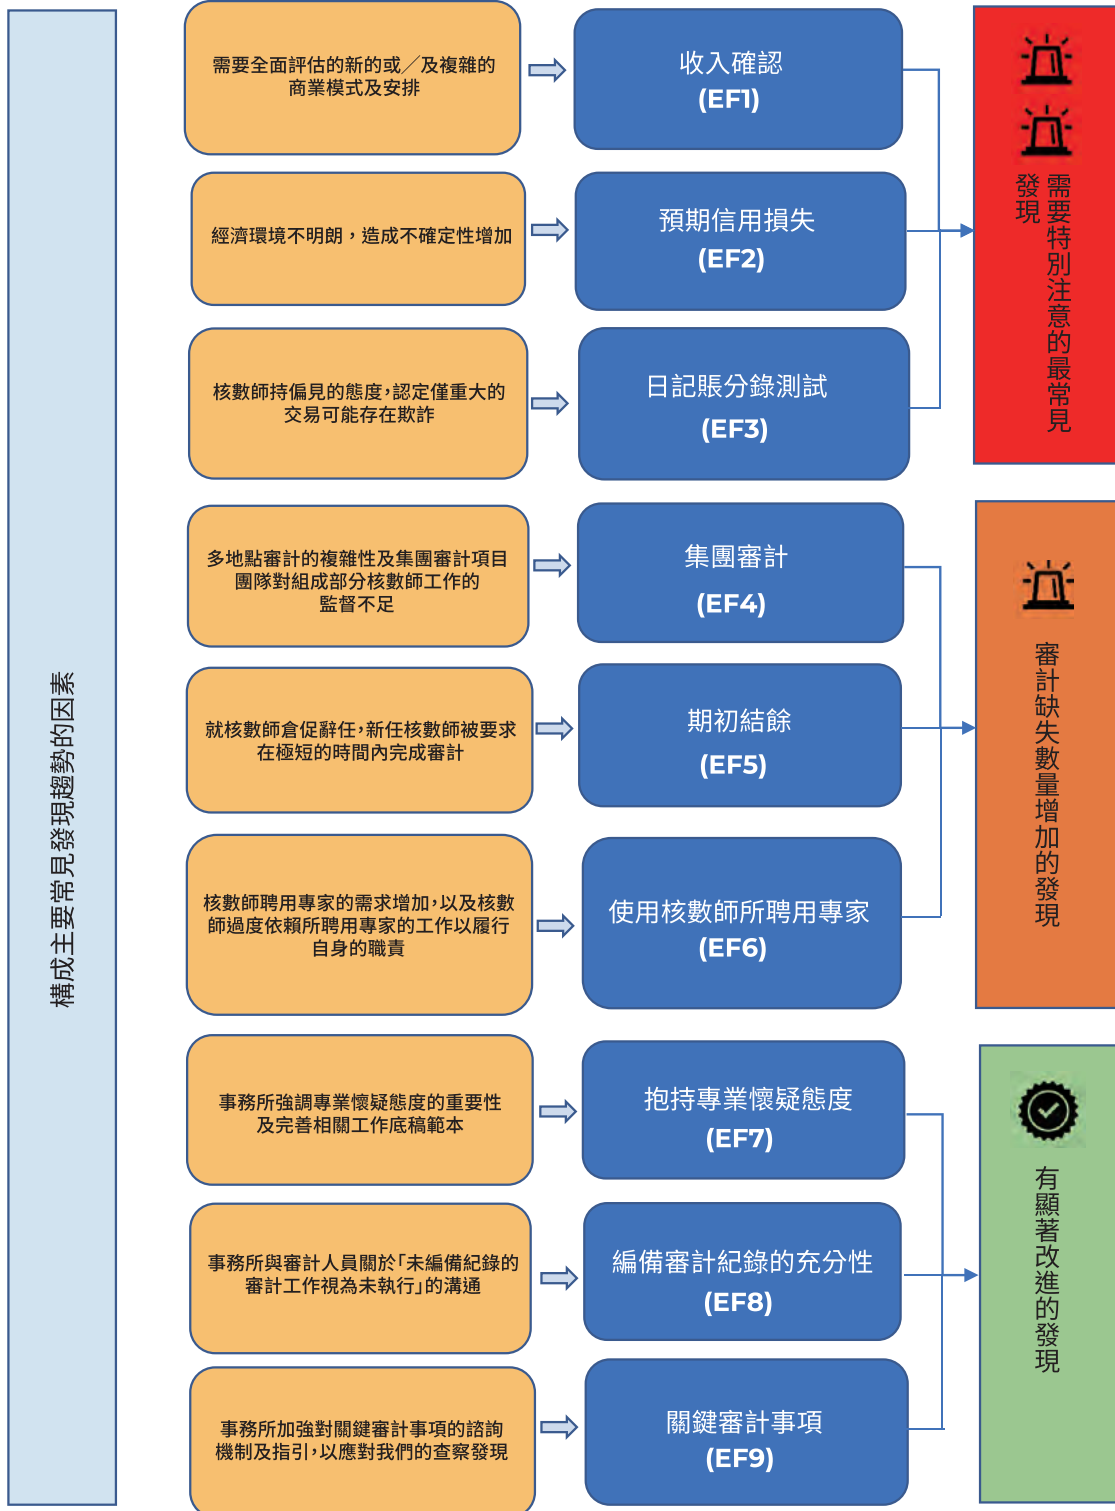 構成主要常見發現趨勢的因素
需要全面評估的新的或／及複雜的
商業模式及安排
收入確認
(EF1)
經濟環境不明朗，造成不確定性增加
預期信用損失
(EF2)
核數師持偏見的態度，認定僅重大的
交易可能存在欺詐
日記賬分錄測試
(EF3)
需要特別注意的最常見
發現
多地點審計的複雜性及集團審計項目
團隊對組成部分核數師工作的
監督不足
集團審計
(EF4)
就核數師倉促辭任，新任核數師被要求
在極短的時間內完成審計
期初結餘
(EF5)
核數師聘用專家的需求增加，以及核數
師過度依賴所聘用專家的工作以履行
自身的職責
使用核數師所聘用專家
(EF6)
審計缺失數量增加的發現
事務所強調專業懷疑態度的重要性
及完善相關工作底稿範本
抱持專業懷疑態度
(EF7)
事務所與審計人員關於「未編備紀錄的
審計工作視為未執行」的溝通
編備審計紀錄的充分性
(EF8)
事務所加強對關鍵審計事項的諮詢
機制及指引，以應對我們的查察發現
關鍵審計事項
(EF9)
有顯著改進的發現